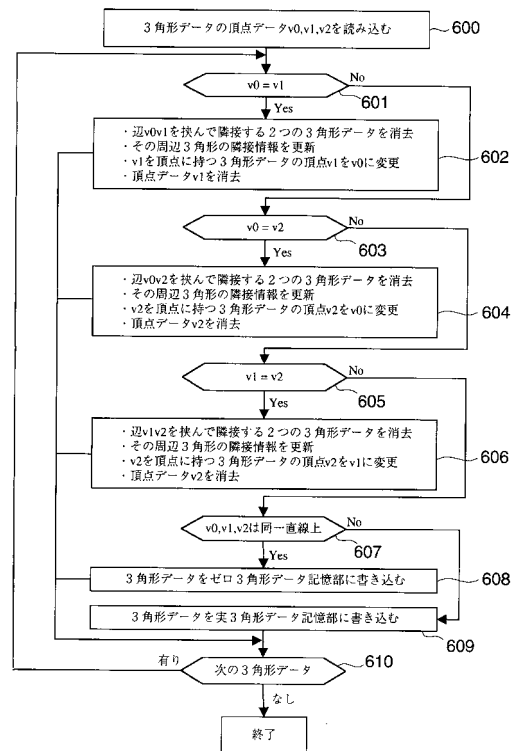 3角形データの頂点データv0,v1,v2を読み込む
600
v0 = v1
No
601
Yes
・辺v0v1を挟んで隣接する2つの3角形データを消去
・その周辺3角形の隣接情報を更新
・v1を頂点に持つ3角形データの頂点v1をv0に変更
・頂点データv1を消去
602
v0 = v2
No
603
Yes
・辺v0v2を挟んで隣接する2つの3角形データを消去
・その周辺3角形の隣接情報を更新
・v2を頂点に持つ3角形データの頂点v2をv0に変更
・頂点データv2を消去
604
v1 = v2
No
605
Yes
・辺v1v2を挟んで隣接する2つの3角形データを消去
・その周辺3角形の隣接情報を更新
・v2を頂点に持つ3角形データの頂点v2をv1に変更
・頂点データv2を消去
606
v0,v1,v2は同一直線上
No
607
Yes
3角形データをゼロ3角形データ記憶部に書き込む
608
3角形データを実3角形データ記憶部に書き込む
609
有り
次の3角形データ
610
なし
終了